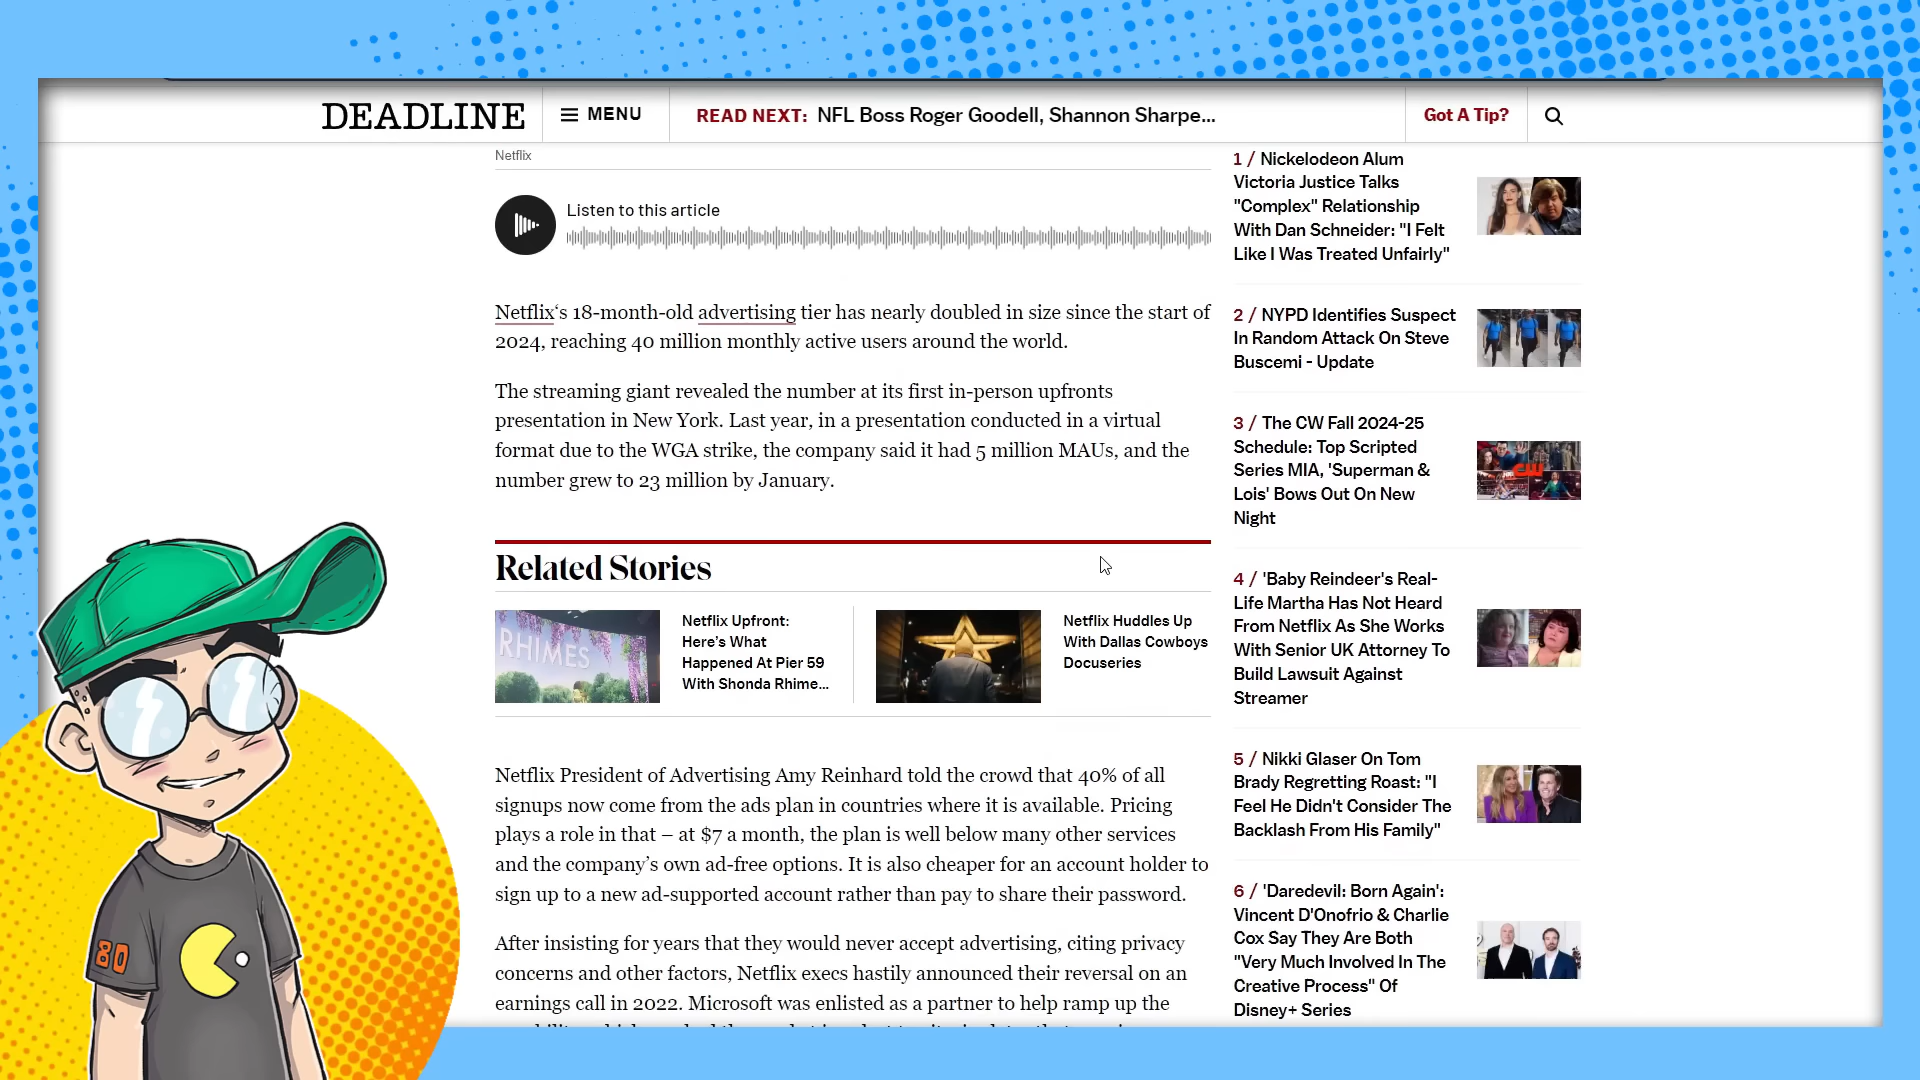 DEADLINE
MENU
READ NEXT: NFL Boss Roger Goodell, Shannon Sharpe...
Got A Tip?
Netflix
Listen to this article
Netflix‘s 18-month-old advertising tier has nearly doubled in size since the start of
2024, reaching 40 million monthly active users around the world.
The streaming giant revealed the number at its first in-person upfronts
presentation in New York. Last year, in a presentation conducted in a virtual
format due to the WGA strike, the company said it had 5 million MAUs, and the
number grew to 23 million by January.
Related Stories
RHIMES
Netflix Upfront:
Here’s What
Happened At Pier 59
With Shonda Rhime...
Netflix Huddles Up
With Dallas Cowboys
Docuseries
Netflix President of Advertising Amy Reinhard told the crowd that 40% of all
signups now come from the ads plan in countries where it is available. Pricing
plays a role in that – at $7 a month, the plan is well below many other services
and the company’s own ad-free options. It is also cheaper for an account holder to
sign up to a new ad-supported account rather than pay to share their password.
After insisting for years that they would never accept advertising, citing privacy
concerns and other factors, Netflix execs hastily announced their reversal on an
earnings call in 2022. Microsoft was enlisted as a partner to help ramp up the
1 / Nickelodeon Alum
Victoria Justice Talks
"Complex" Relationship
With Dan Schneider: "I Felt
Like I Was Treated Unfairly"
2 / NYPD Identifies Suspect
In Random Attack On Steve
Buscemi - Update
3 / The CW Fall 2024-25
Schedule: Top Scripted
Series MIA, 'Superman &
Lois' Bows Out On New
Night
CW
4 / 'Baby Reindeer's Real-
Life Martha Has Not Heard
From Netflix As She Works
With Senior UK Attorney To
Build Lawsuit Against
Streamer
5 / Nikki Glaser On Tom
Brady Regretting Roast: "I
Feel He Didn't Consider The
Backlash From His Family"
6 / 'Daredevil: Born Again':
Vincent D'Onofrio & Charlie
Cox Say They Are Both
"Very Much Involved In The
Creative Process" Of
Disney+ Series
80